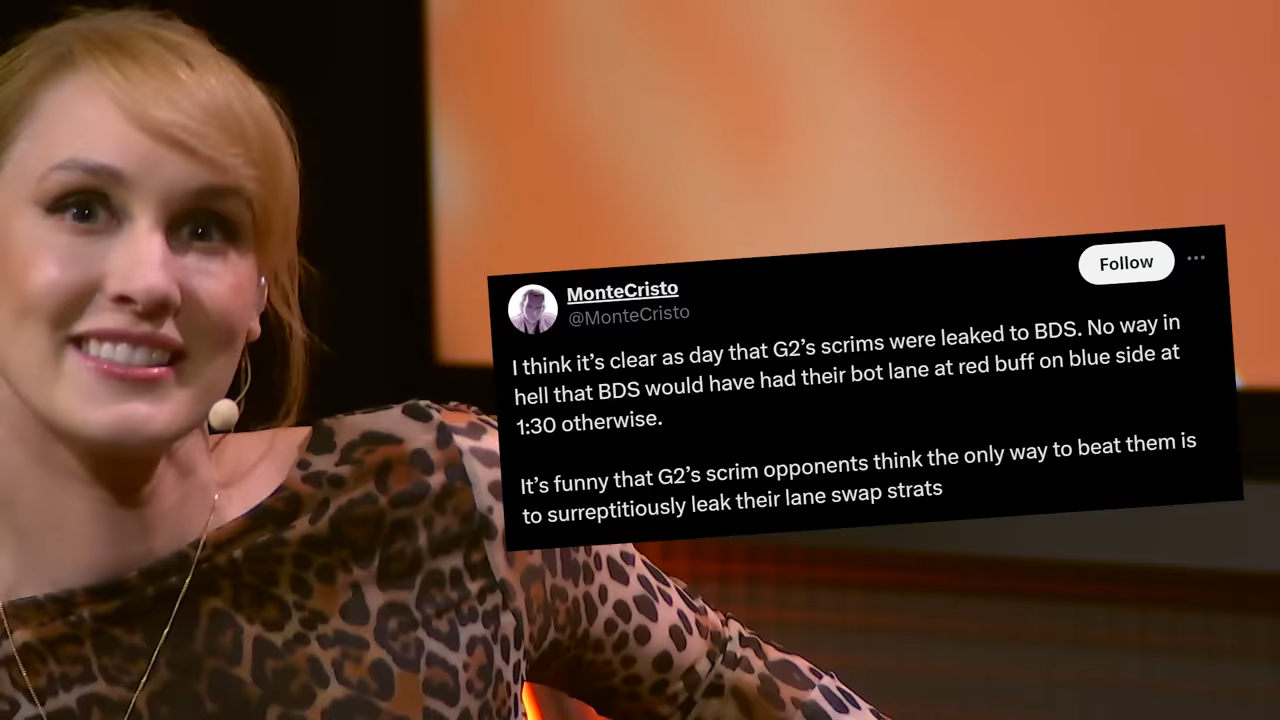 MonteCristo
@MonteCristo
Follow
I think it’s clear as day that G2’s scrims were leaked to BDS. No way in
hell that BDS would have had their bot lane at red buff on blue side at
1:30 otherwise.
It’s funny that G2’s scrim opponents think the only way to beat them is
to surreptitiously leak their lane swap strats